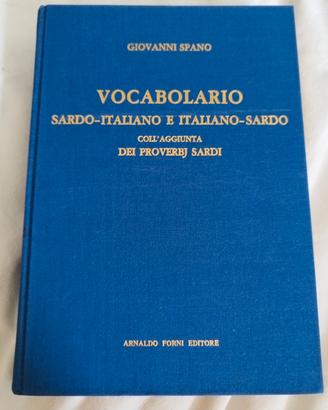 GIOVANNI SPANO
VOCABOLARIO
SARDO-ITALIANO E ITALIANO-SARDO
COLL'AGGIUNTA
DEI PROVERBJ SARDI
ARNALDO FORNI EDITORE